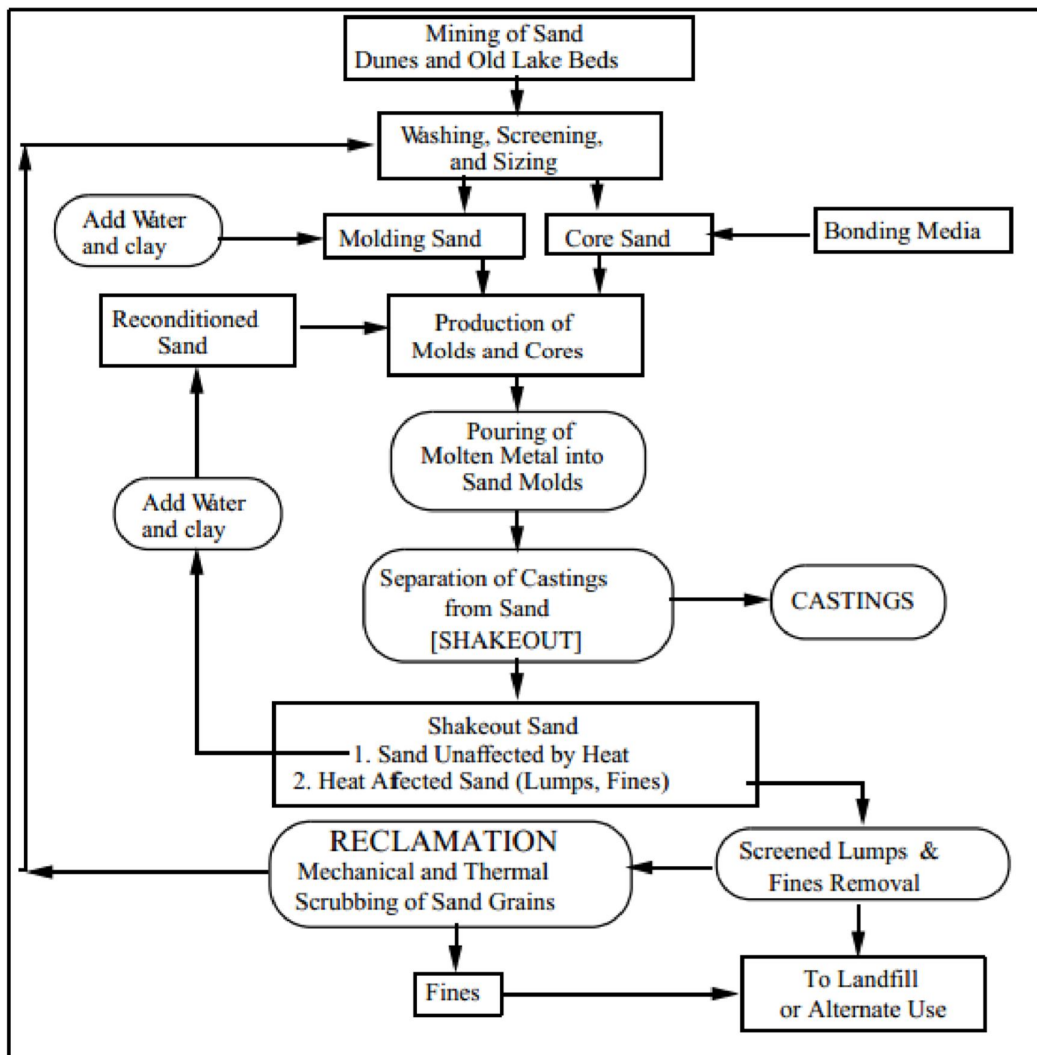 Mining of Sand
Dunes and Old Lake Beds
Washing, Screening,
and Sizing
Add Water
and clay
Molding Sand
Core Sand
Bonding Media
Reconditioned
Sand
Production of
Molds and Cores
Pouring of
Molten Metal into
Sand Molds
Add Water
and clay
Separation of Castings
from Sand
[SHAKEOUT]
CASTINGS
Shakeout Sand
1. Sand Unaffected by Heat
2. Heat Affected Sand (Lumps, Fines)
RECLAMATION
Mechanical and Thermal
Scrubbing of Sand Grains
Screened Lumps &
Fines Removal
Fines
To Landfill
or Alternate Use